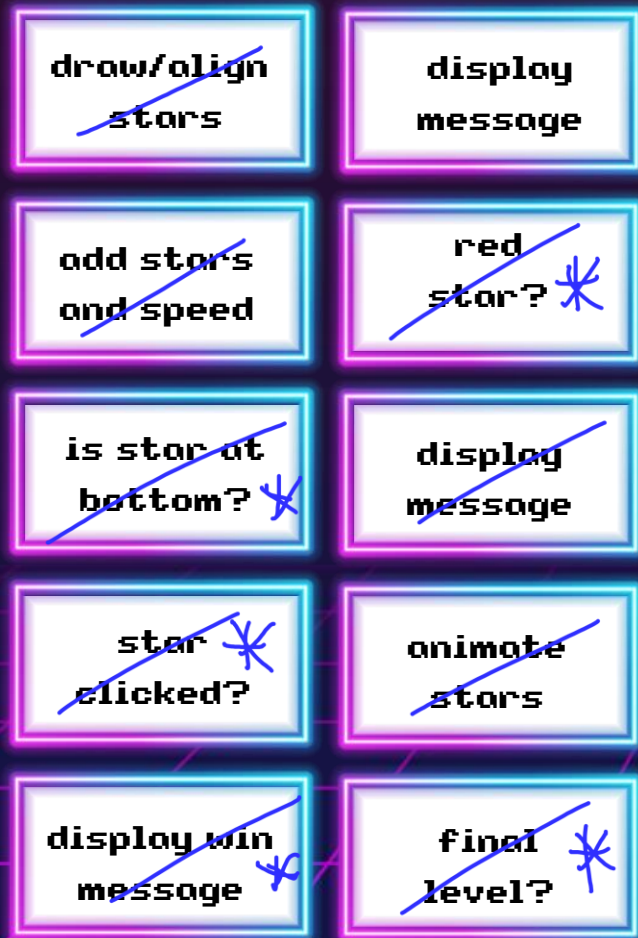 draw/align
stars
display
message
add stars
and speed
red
star?
is star at
bottom?
display
message
star
clicked?
animate
stars
display win
message
final
level?